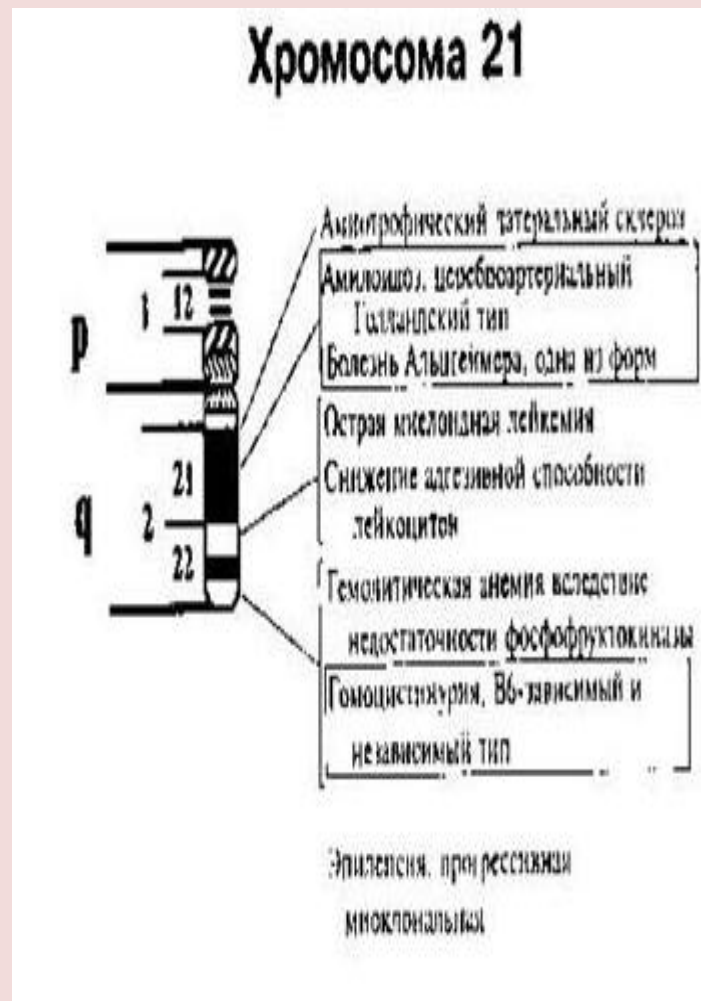 Хромосома 21
Амиотрофический латеральный склероз
Амилоидоз, цереброартериальный
Голландский тип
Болезнь Альцгеймера, одна из форм
p
1
12
Острая миелоидная лейкемия
Снижение адгезивной способности
лейкоцитов
q
2
21
22
Гемолитическая анемия вследствие
недостаточности фосфофруктокиназы
Гомоцистинурия, B6-зависимый и
независимый тип
Эпилепсия, прогрессивная
миоклональная